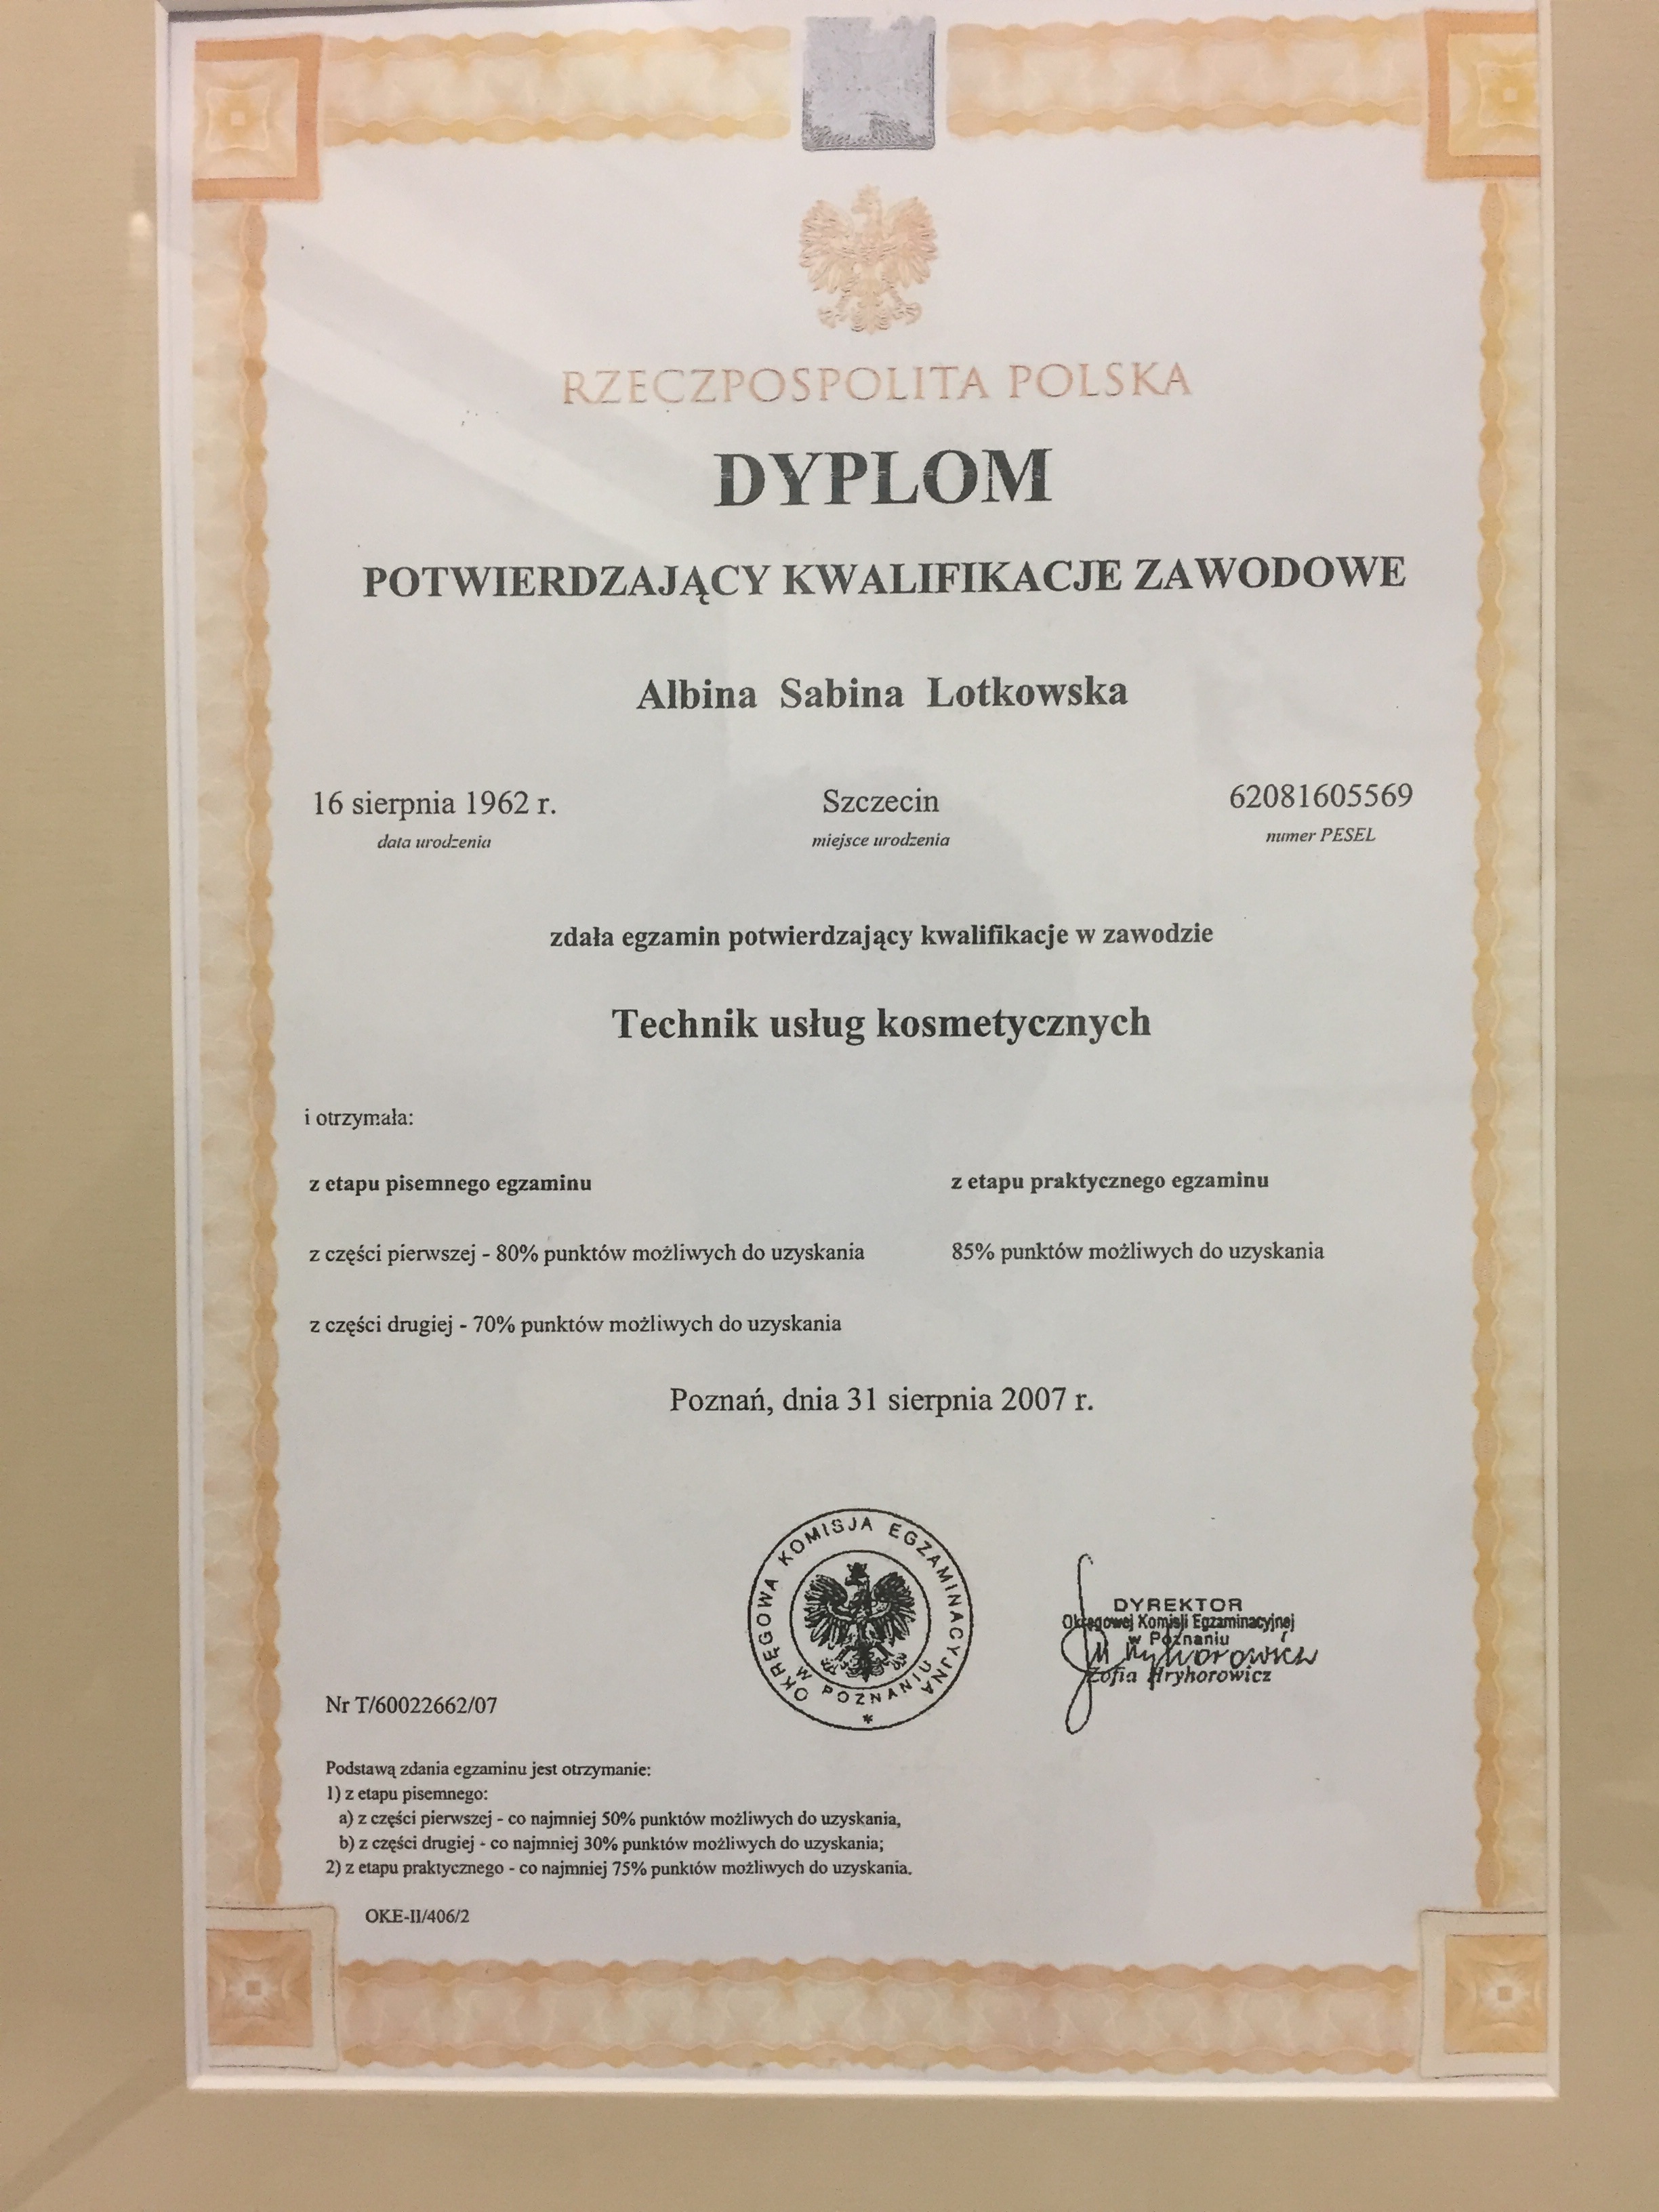 RZECZPOSPOLITA POLSKA
DYPLOM
POTWIERDZAJĄCY KWALIFIKACJE ZAWODOWE
Albina Sabina Lotkowska
16 sierpnia 1962 r. Szczecin 62081605569
data urodzenia miejsce urodzenia numer PESEL
zdała egzamin potwierdzający kwalifikacje w zawodzie
Technik usług kosmetycznych
i otrzymała:
z etapu pisemnego egzaminu z etapu praktycznego egzaminu
z części pierwszej - 80% punktów możliwych do uzyskania 85% punktów możliwych do uzyskania
z części drugiej - 70% punktów możliwych do uzyskania
Poznań, dnia 31 sierpnia 2007 r.
OKRĘGOWA KOMISJA EGZAMINACYJNA
W POZNANIU
DYREKTOR
Okręgowej Komisji Egzaminacyjnej
w Poznaniu
Zofia Hryhorowicz
Nr T/60022662/07
Podstawą zdania egzaminu jest otrzymanie:
1) z etapu pisemnego:
a) z części pierwszej - co najmniej 50% punktów możliwych do uzyskania,
b) z części drugiej - co najmniej 30% punktów możliwych do uzyskania;
2) z etapu praktycznego - co najmniej 75% punktów możliwych do uzyskania.
OKE-II/406/2